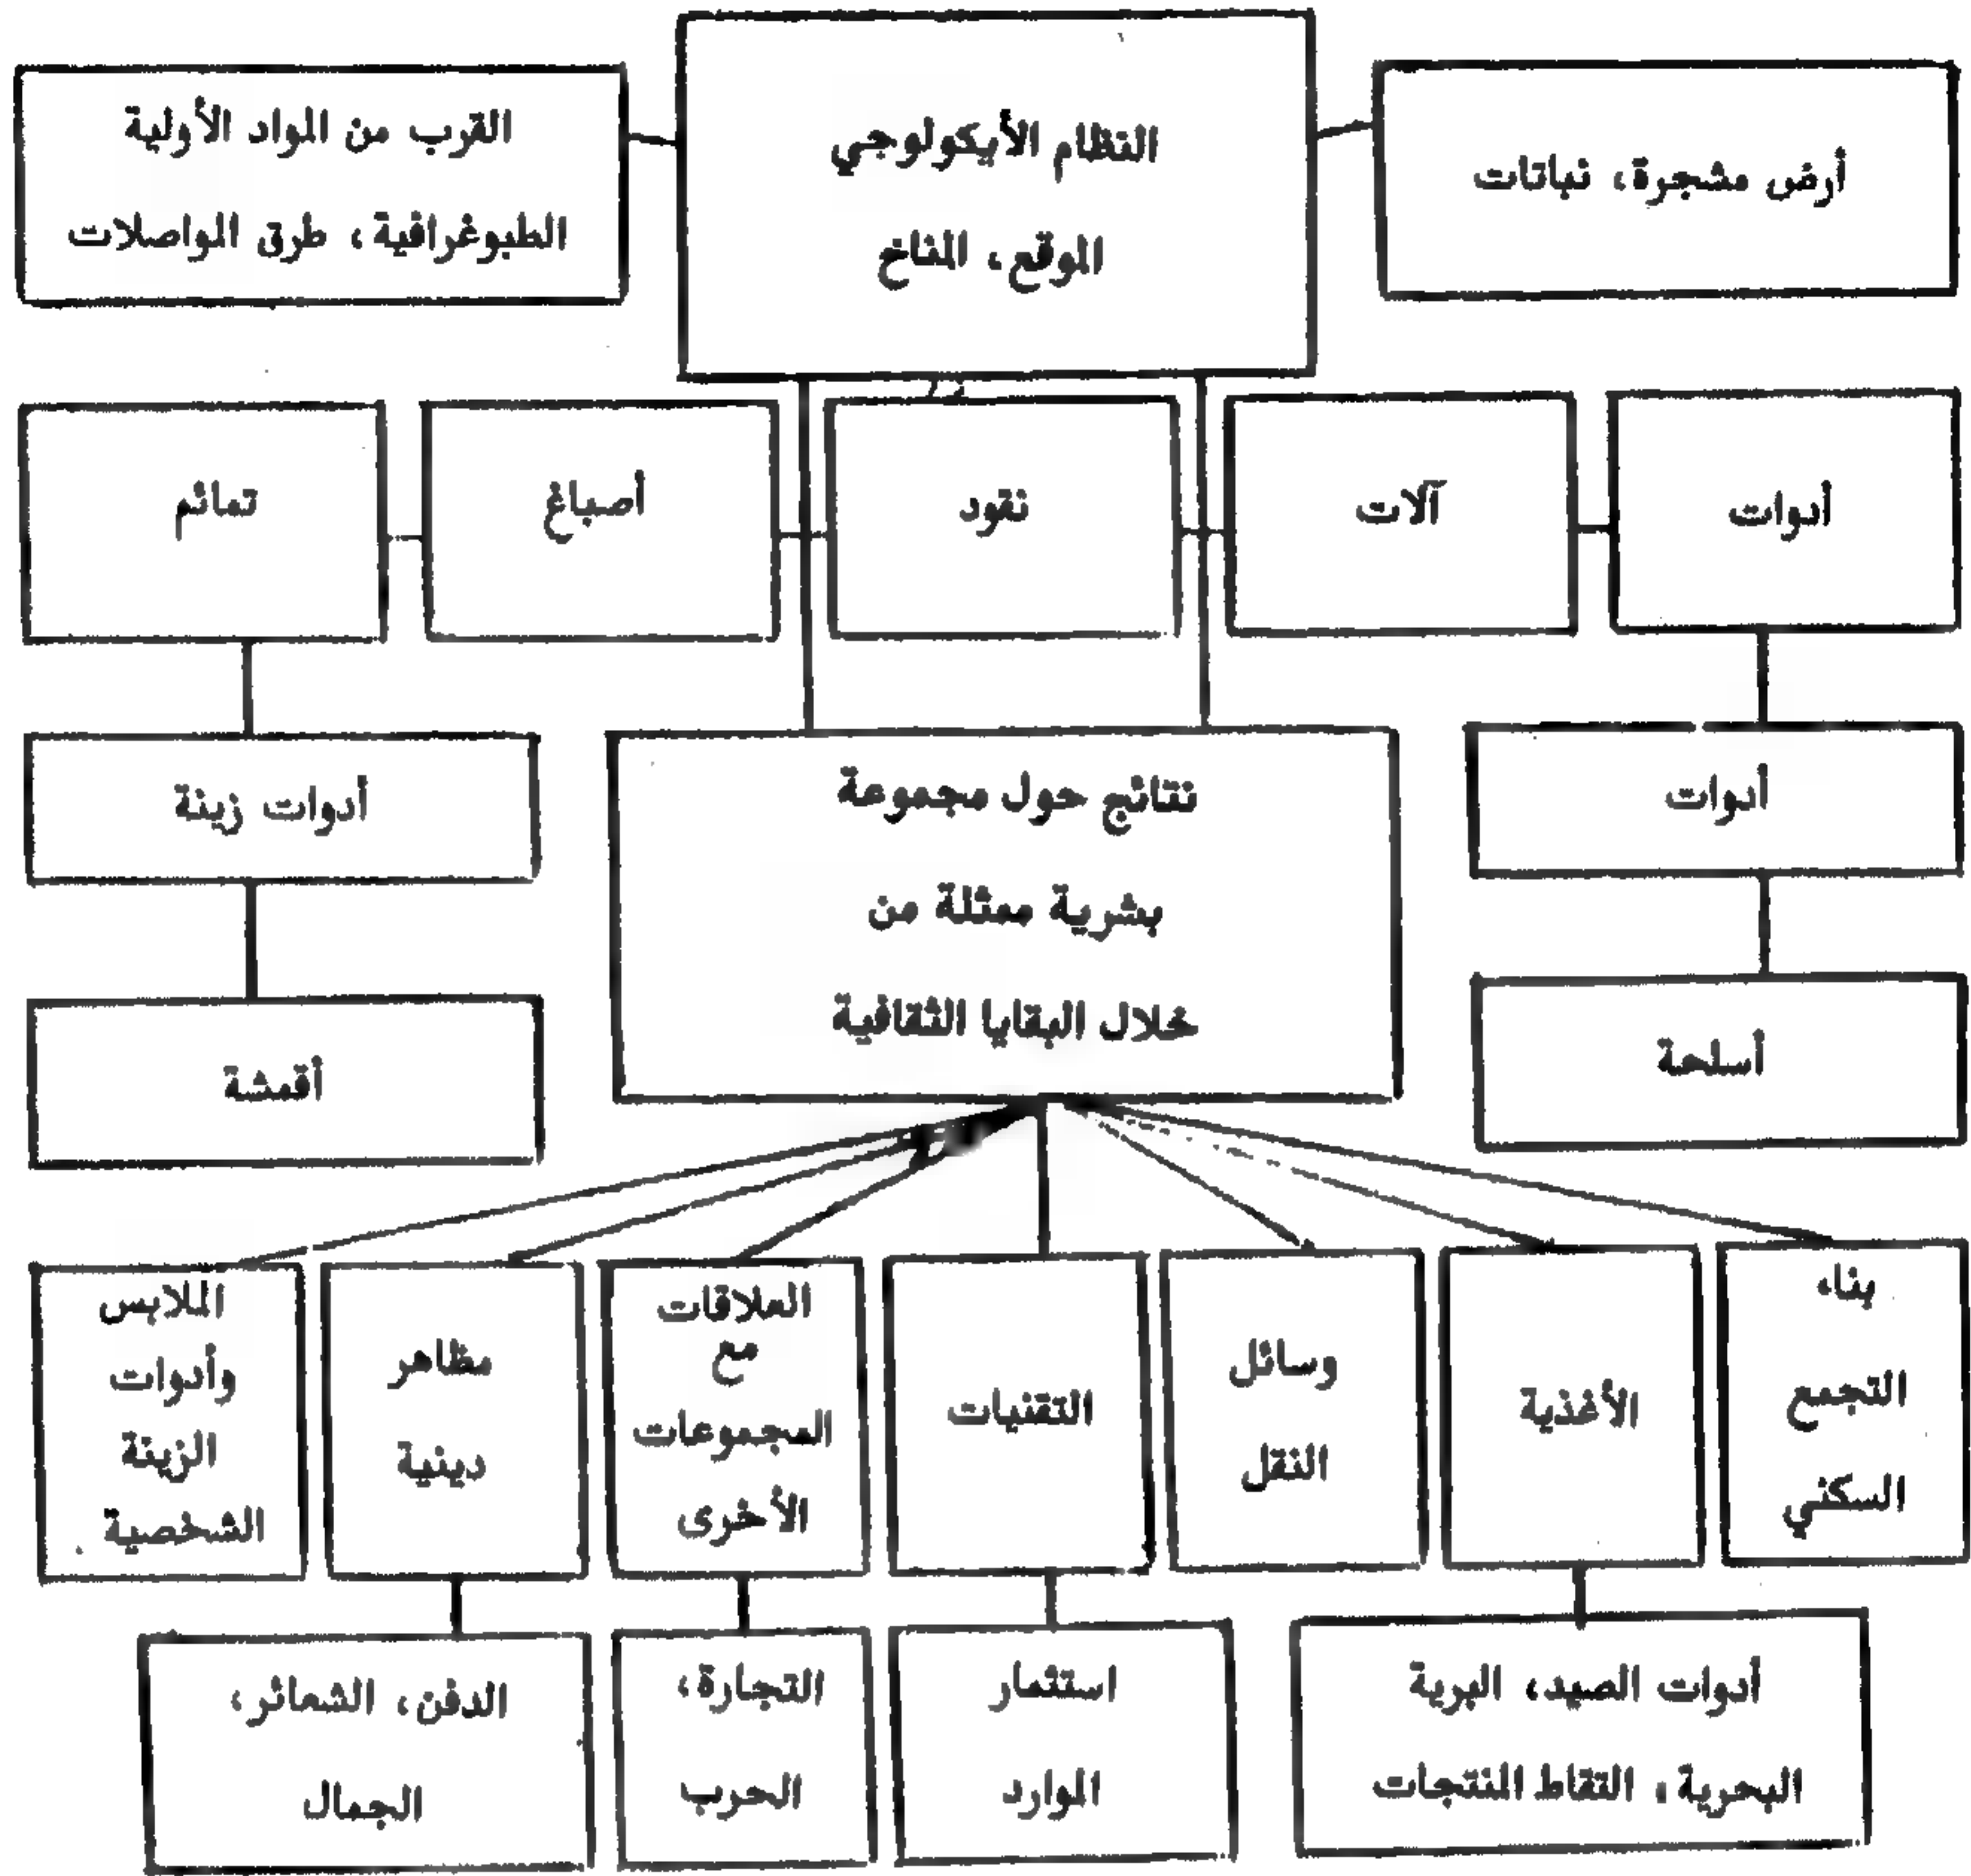 أرض مشجرة، نباتات
النظام الأيكولوجي
الموقع، المناخ
القرب من المواد الأولية
الطبوغرافية، طرق المواصلات
أدوات
آلات
نقود
أصباغ
تمائم
أدوات
نتائج حول مجموعة
بشرية ممثلة من
خلال البقايا الثقافية
أدوات زينة
أسلحة
أقمشة
بناء
التجمع
السكني
الأغذية
وسائل
النقل
التقنيات
العلاقات
مع
المجموعات
الأخرى
مظاهر
دينية
الملابس
وأدوات
الزينة
الشخصية
أدوات الصيد، البرية
البحرية، التقاط المنتجات
استثمار
الموارد
التجارة،
الحرب
الدفن، الشعائر،
الجمال